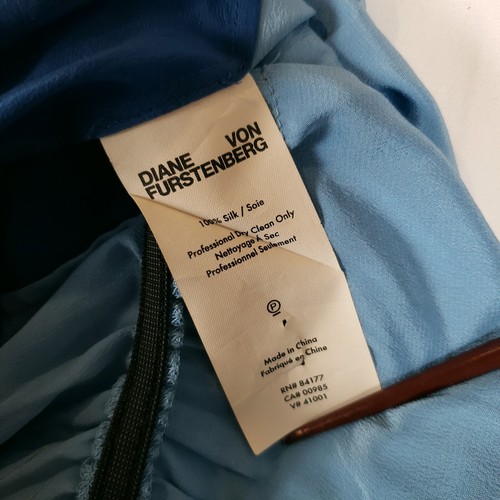 DIANE VON
FURSTENBERG
100% Silk / Soie
Professional Dry Clean Only
Nettoyage À Sec
Professionel Seulement
P
P
Made in China
Fabriqué en Chine
RN# 84177
CA# 00985
V# 41001